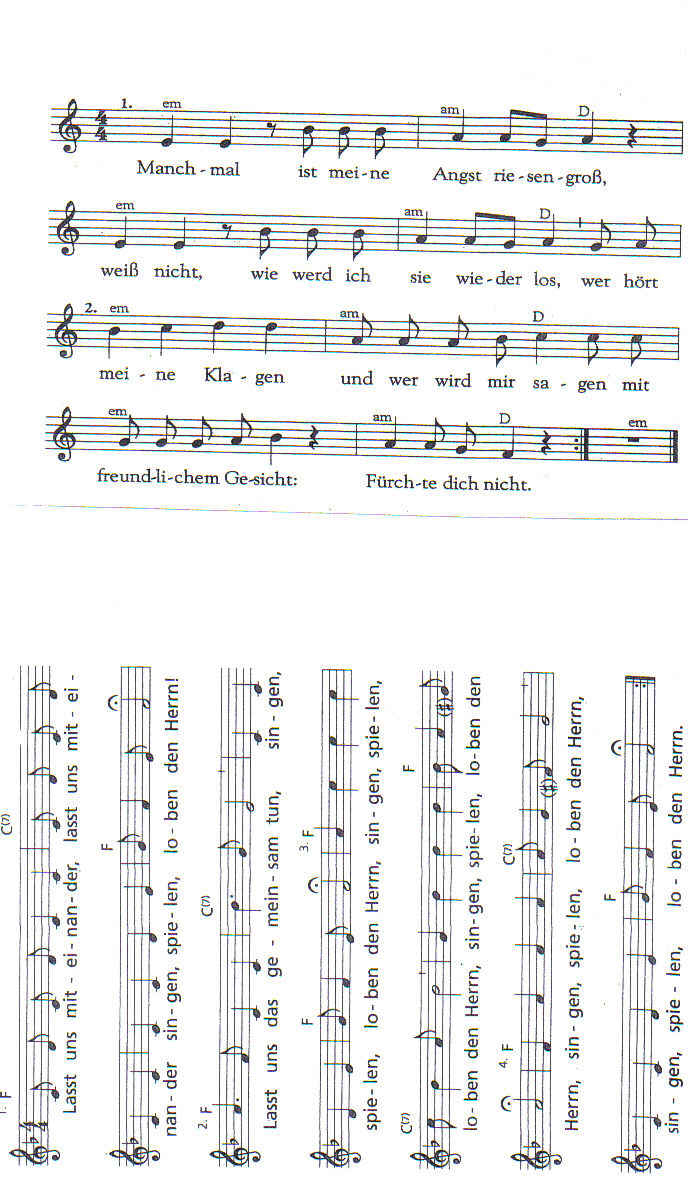 1. em am D
Manch - mal ist mei - ne Angst rie - sen - groß,
em am D
weiß nicht, wie werd ich sie wie - der los, wer hört
2. em am D
mei - ne Kla - gen und wer wird mir sa - gen mit
em am D em
freund-li-chem Ge-sicht: Fürch-te dich nicht.
1. F C(7)
Lasst uns mit - ei - nan - der, lasst uns mit - ei -
F
nan - der sin - gen, spie - len, lo - ben den Herrn!
2. F C(7)
Lasst uns das ge - mein - sam tun, sin - gen,
F 3. F
spie - len, lo - ben den Herrn, sin - gen, spie - len,
C(7) F
lo - ben den Herrn, sin - gen, spie - len, lo - ben den
4. F C(7)
Herrn, sin - gen, spie - len, lo - ben den Herrn,
F
sin - gen, spie - len, lo - ben den Herrn.